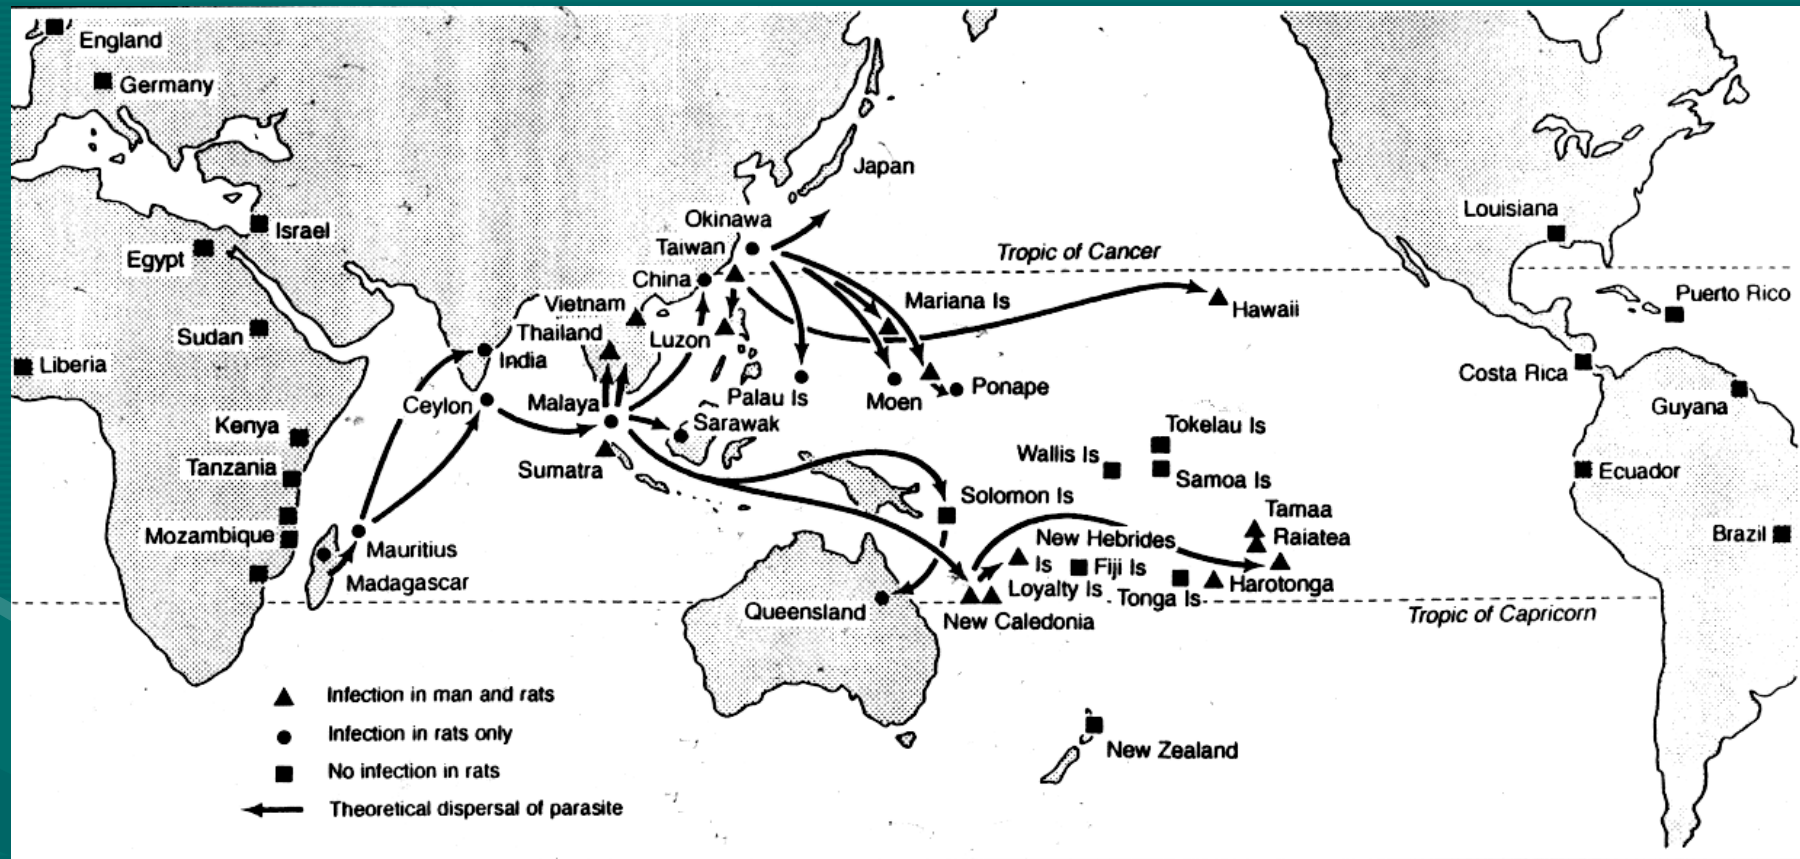 England
Germany
Japan
Okinawa
Louisiana
Israel
Taiwan
Tropic of Cancer
Egypt
China
Puerto Rico
Vietnam
Mariana Is
Hawaii
Sudan
Thailand
Luzon
Liberia
India
Costa Rica
Ceylon
Malaya
Palau Is
Moen
Ponape
Guyana
Kenya
Sarawak
Tokelau Is
Tanzania
Sumatra
Wallis Is
Samoa Is
Ecuador
Solomon Is
Tamaa
Mozambique
Mauritius
New Hebrides
Raiatea
Brazil
Is
Fiji Is
Madagascar
Loyalty Is
Tonga Is
Harotonga
Queensland
New Caledonia
Tropic of Capricorn
Infection in man and rats
Infection in rats only
New Zealand
No infection in rats
Theoretical dispersal of parasite